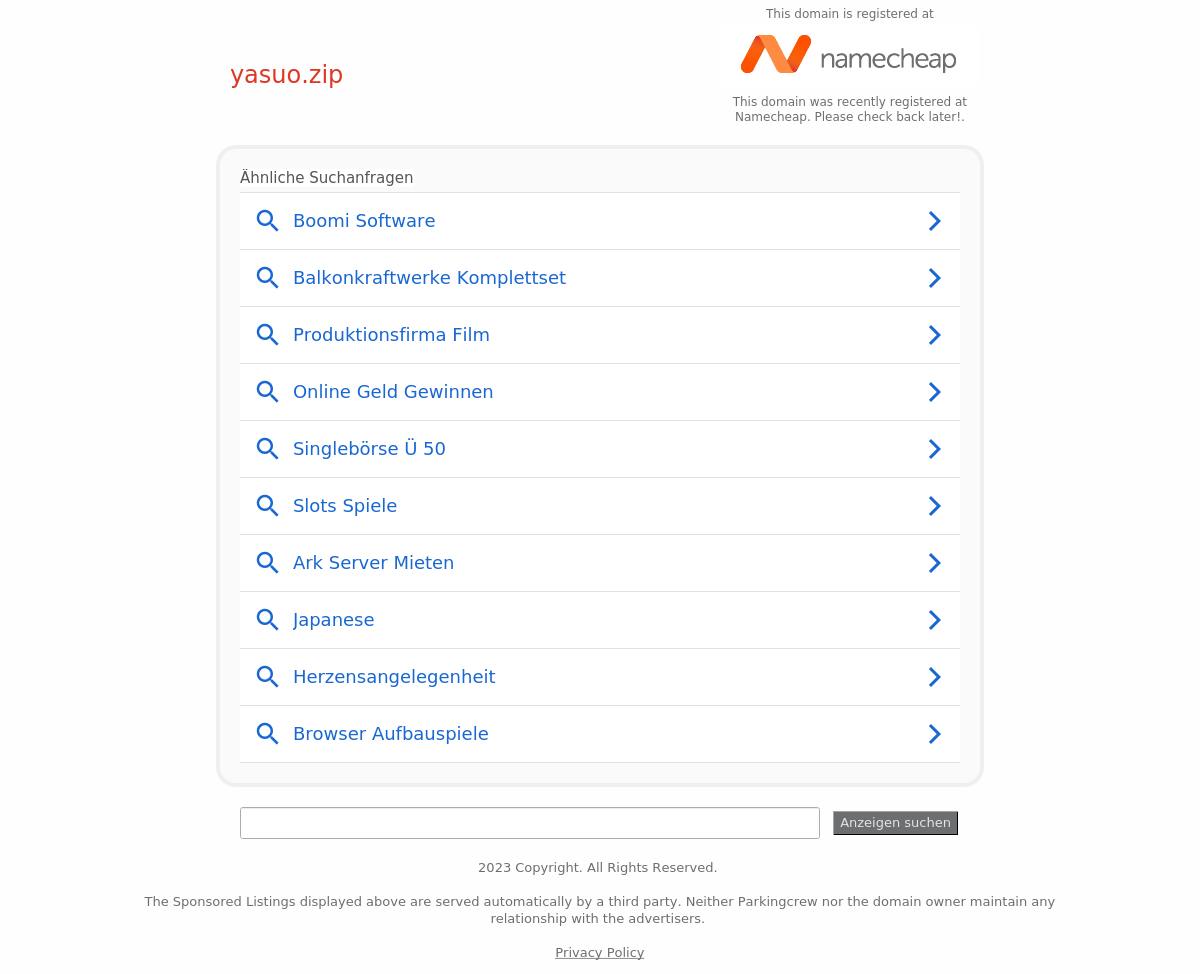 This domain is registered at
namecheap
yasuo.zip
This domain was recently registered at
Namecheap. Please check back later!.
Ähnliche Suchanfragen
Boomi Software
Balkonkraftwerke Komplettset
Produktionsfirma Film
Online Geld Gewinnen
Singlebörse Ü 50
Slots Spiele
Ark Server Mieten
Japanese
Herzensangelegenheit
Browser Aufbauspiele
Anzeigen suchen
2023 Copyright. All Rights Reserved.
The Sponsored Listings displayed above are served automatically by a third party. Neither Parkingcrew nor the domain owner maintain any
relationship with the advertisers.
Privacy Policy